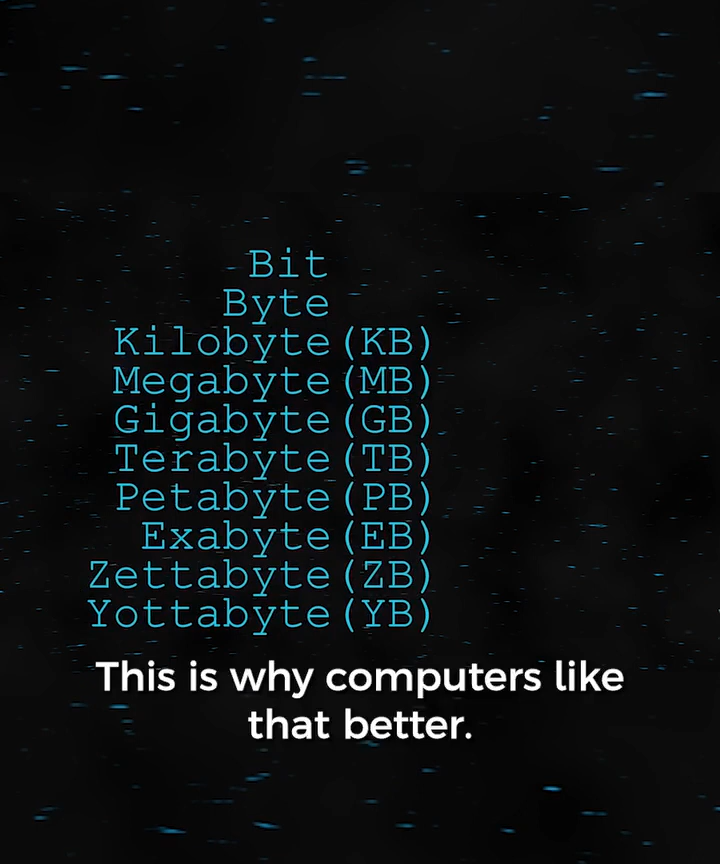 Bit
Byte
Kilobyte (KB)
Megabyte (MB)
Gigabyte (GB)
Terabyte (TB)
Petabyte (PB)
Exabyte (EB)
Zettabyte (ZB)
Yottabyte (YB)
This is why computers like
that better.